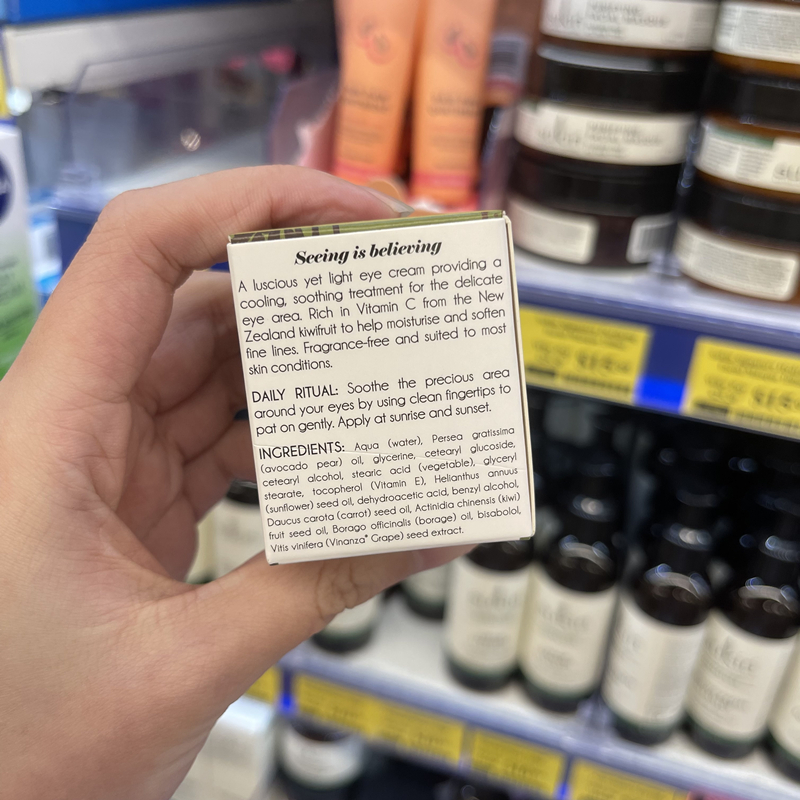 Seeing is believing
A luscious yet light eye cream providing a
cooling, soothing treatment for the delicate
eye area. Rich in Vitamin C from the New
Zealand kiwifruit to help moisturise and soften
fine lines. Fragrance-free and suited to most
skin conditions.
DAILY RITUAL: Soothe the precious area
around your eyes by using clean fingertips to
pat on gently. Apply at sunrise and sunset.
INGREDIENTS: Aqua (water), Persea gratissima
(avocado pear) oil, glycerine, cetearyl glucoside,
cetearyl alcohol, stearic acid (vegetable), glyceryl
stearate, tocopherol (Vitamin E), Helianthus annuus
(sunflower) seed oil, dehydroacetic acid, benzyl alcohol,
Daucus carota (carrot) seed oil, Actinidia chinensis (kiwi)
fruit seed oil, Borago officinalis (borage) oil, bisabolol,
Vitis vinifera (Vinanza® Grape) seed extract.